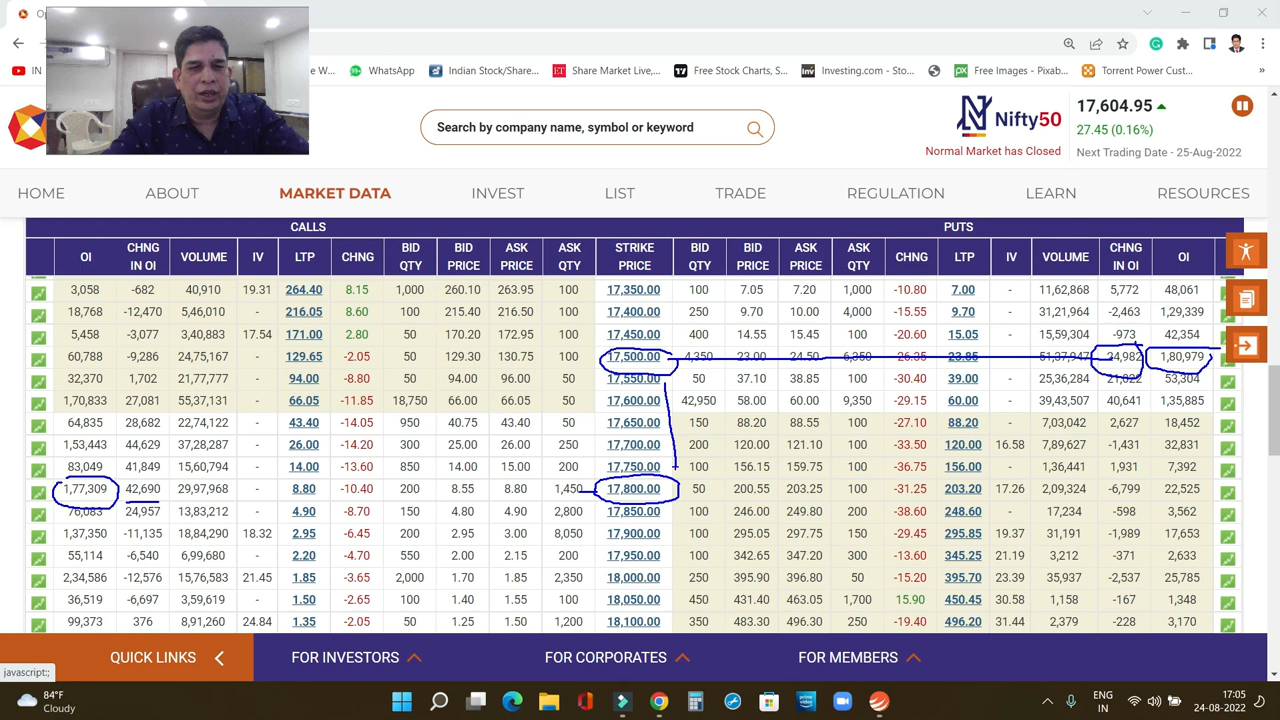 Op
IN
W...
WhatsApp
Indian Stock/Share...
Share Market Live,...
Free Stock Charts, S...
Investing.com - Sto...
Free Images - Pixab...
Torrent Power Cust...
Search by company name, symbol or keyword
Nifty50
17,604.95
27.45 (0.16%)
Normal Market has Closed
Next Trading Date - 25-Aug-2022
HOME ABOUT MARKET DATA INVEST LIST TRADE REGULATION LEARN RESOURCES
CALLS PUTS
OI CHNG IN OI VOLUME IV LTP CHNG BID QTY BID PRICE ASK PRICE ASK QTY STRIKE PRICE BID QTY BID PRICE ASK PRICE ASK QTY CHNG LTP IV VOLUME CHNG IN OI OI
3,058 -682 40,910 19.31 264.40 8.15 1,000 260.10 263.95 100 17,350.00 100 7.05 7.20 1,000 -10.80 7.00 - 11,62,868 5,772 48,061
18,768 -12,470 5,46,010 - 216.05 8.60 100 215.40 216.50 100 17,400.00 250 9.70 10.00 4,000 -15.55 9.70 - 31,21,964 -2,463 1,29,339
5,458 -3,077 3,40,883 17.54 171.00 2.80 50 170.20 172.95 100 17,450.00 400 14.55 15.45 100 -20.60 15.05 - 15,59,304 -973 42,354
60,788 -9,286 24,75,167 - 129.65 -2.05 50 129.30 130.75 100 17,500.00 4,350 23.00 24.50 6,350 -26.35 23.85 - 51,37,947 24,982 1,80,979
32,370 1,702 21,77,777 - 94.00 -8.80 50 94.00 96.00 50 17,550.00 50 37.10 38.85 100 -30.40 39.00 - 25,36,284 21,022 53,304
1,70,833 27,081 55,37,131 - 66.05 -11.85 18,750 66.00 66.05 50 17,600.00 42,950 58.00 60.00 9,350 -29.15 60.00 - 39,43,507 40,641 1,35,885
64,835 28,682 22,74,122 - 43.40 -14.05 950 40.75 43.40 50 17,650.00 150 88.20 88.55 100 -27.10 88.20 - 7,03,042 2,627 18,452
1,53,443 44,629 37,28,287 - 26.00 -14.20 300 25.00 26.00 250 17,700.00 200 120.00 121.10 100 -33.50 120.00 16.58 7,89,627 -1,431 32,831
83,049 41,849 15,60,794 - 14.00 -13.60 850 14.00 15.00 200 17,750.00 100 156.15 159.75 100 -36.75 156.00 - 1,36,441 1,931 7,392
1,77,309 42,690 29,97,968 - 8.80 -10.40 200 8.55 8.80 1,450 17,800.00 50 200.55 203.25 100 -31.25 203.20 17.26 2,09,324 -6,799 22,525
76,083 24,957 13,83,212 - 4.90 -8.70 150 4.80 4.90 2,800 17,850.00 100 246.00 249.80 200 -38.60 248.60 - 17,234 -598 3,562
1,37,350 -11,135 18,84,290 18.32 2.95 -6.45 200 2.95 3.00 8,050 17,900.00 100 295.05 297.75 150 -29.45 295.85 19.37 31,191 -1,989 17,653
55,114 -6,540 6,99,680 - 2.20 -4.70 150 2.00 2.15 200 17,950.00 100 342.65 347.20 300 -13.60 345.25 21.19 3,212 -371 2,633
2,34,586 -12,576 15,76,583 21.45 1.85 -3.65 2,000 1.70 1.85 2,350 18,000.00 250 395.90 396.80 50 -15.20 395.70 23.39 35,937 -2,537 25,785
36,519 -6,697 3,59,619 - 1.50 -2.65 100 1.40 1.55 100 18,050.00 450 431.40 463.05 1,700 15.90 450.45 30.58 1,158 -167 1,348
99,373 376 8,91,260 24.84 1.35 -2.05 50 1.25 1.50 1,200 18,100.00 350 483.30 496.30 250 -19.40 496.20 31.44 2,379 -228 3,170
QUICK LINKS FOR INVESTORS FOR CORPORATES FOR MEMBERS
javascript:;
84°F
Cloudy
ENG
IN
17:05
24-08-2022